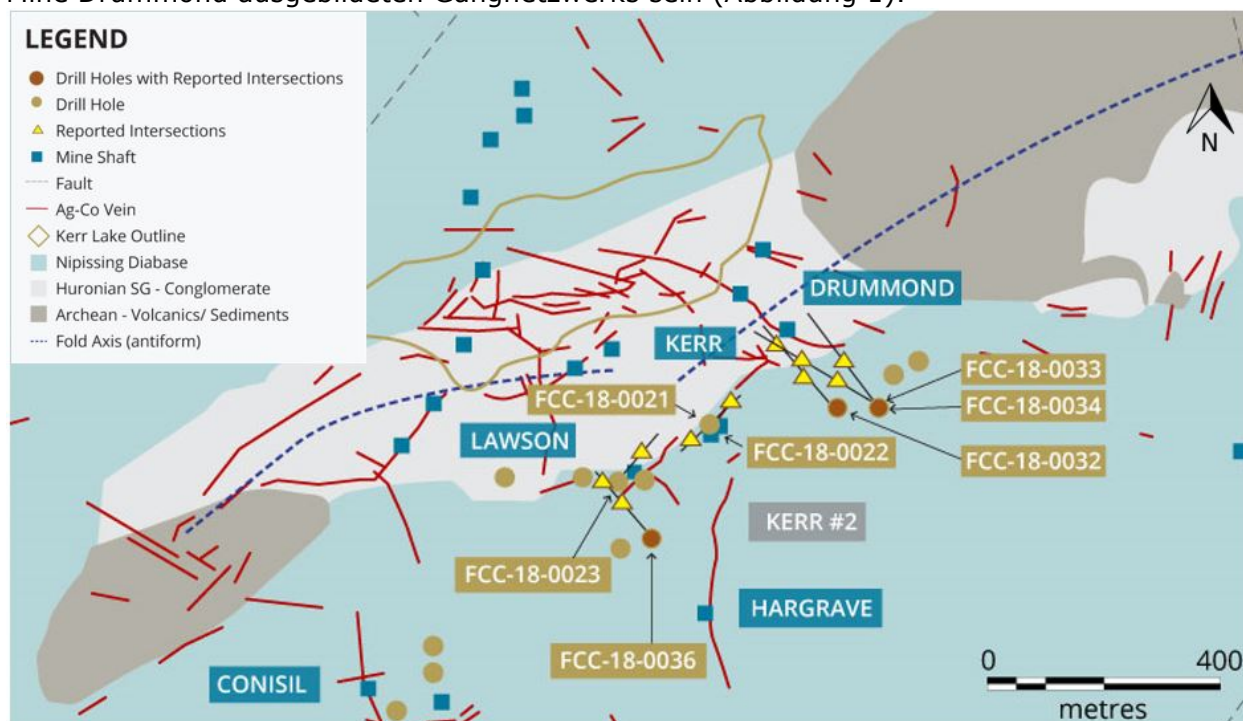 Mine Drummond ausgebildeten Gangnetzwerks sein (Abbildung 1).
LEGEND
Drill Holes with Reported Intersections
Drill Hole
Reported Intersections
Mine Shaft
Fault
Ag-Co Vein
Kerr Lake Outline
Nipissing Diabase
Huronian SG - Conglomerate
Archean - Volcanics/ Sediments
Fold Axis (antiform)
N
DRUMMOND
KERR
FCC-18-0033
FCC-18-0021
FCC-18-0034
LAWSON
FCC-18-0022
FCC-18-0032
KERR #2
FCC-18-0023
HARGRAVE
FCC-18-0036
CONISIL
0 400
metres